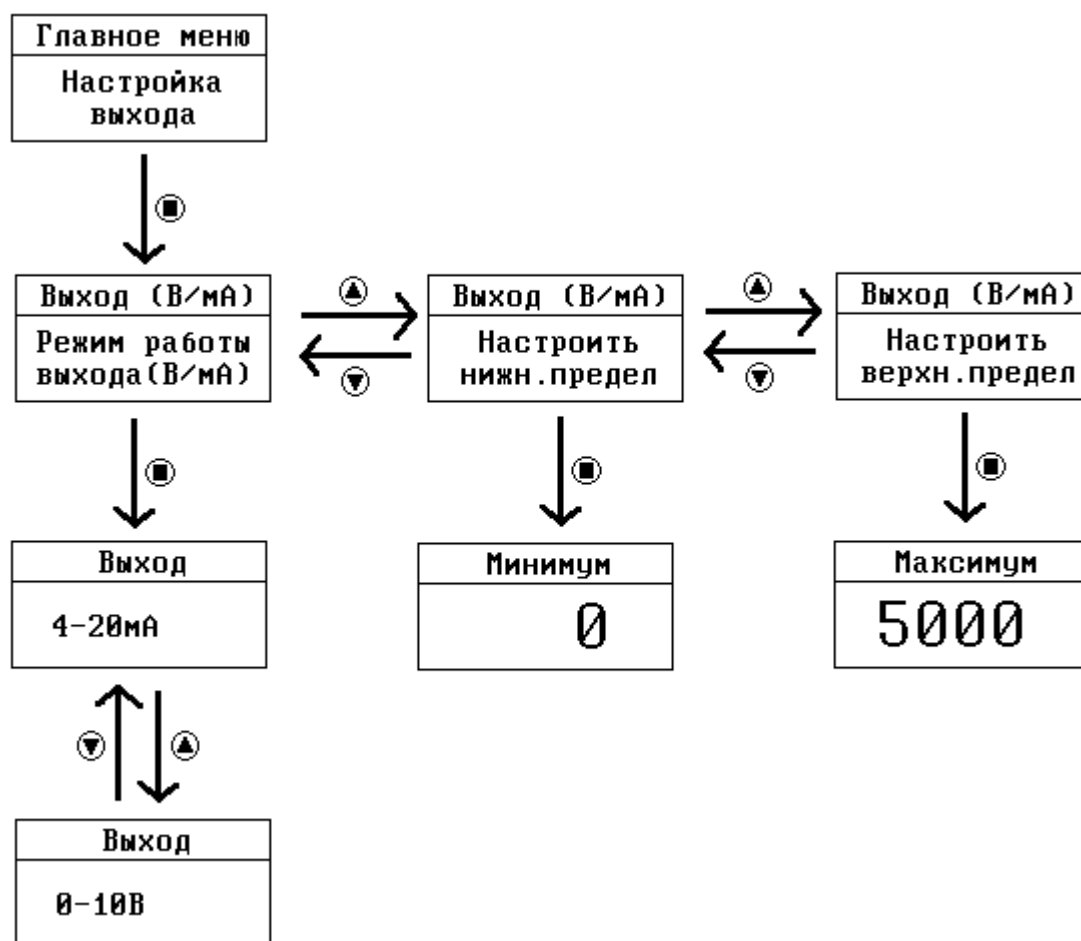 Главное меню
Настройка
выхода
Выход (В/мА)
Режим работы
выхода(В/мА)
Выход (В/мА)
Настроить
нижн.предел
Выход (В/мА)
Настроить
верхн.предел
Выход
4-20мА
Минимум
0
Максимум
5000
Выход
0-10В